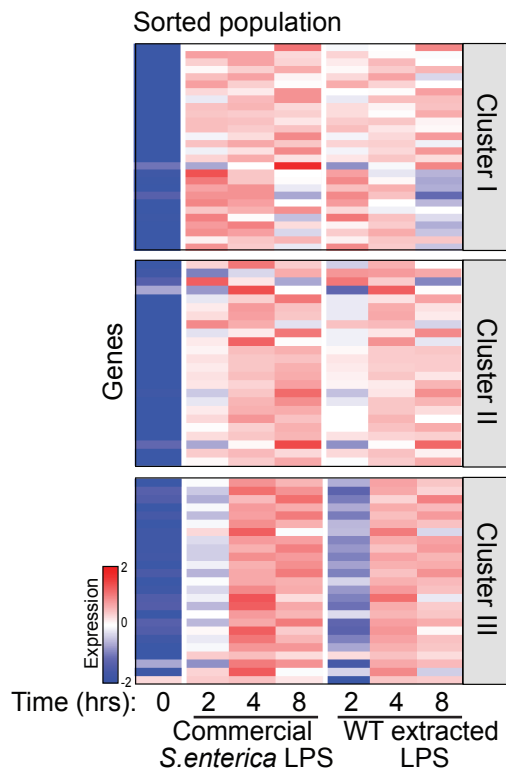 Sorted population
Cluster I
Cluster II
Cluster III
Genes
Expression
2
0
-2
Time (hrs): 0 2 4 8 2 4 8
Commercial WT extracted
S.enterica LPS LPS